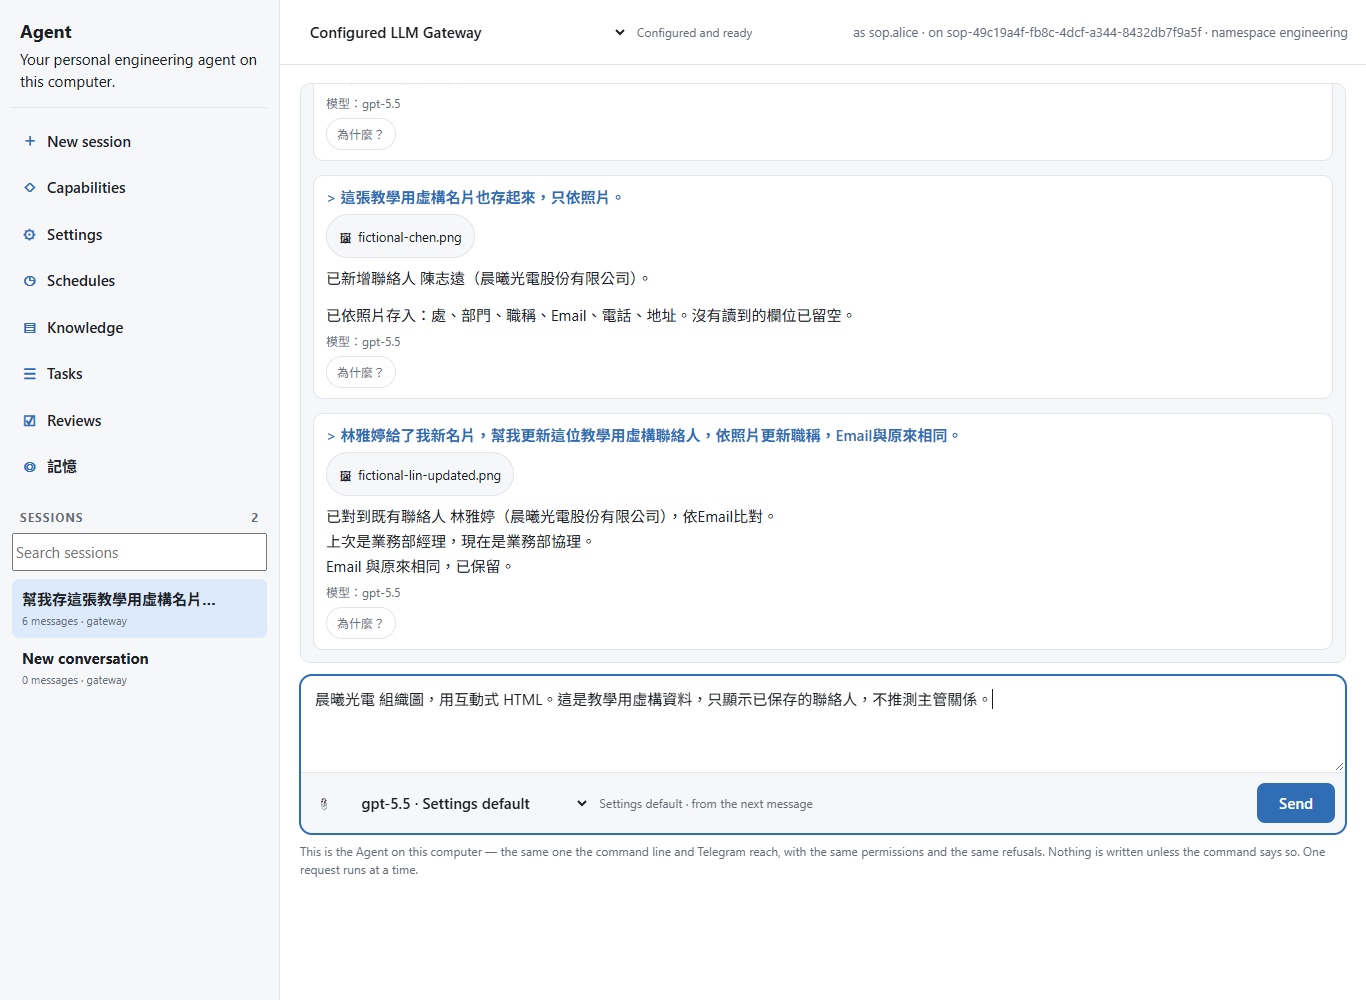 Agent
Your personal engineering agent on
this computer.
+ New session
Capabilities
Settings
Schedules
Knowledge
Tasks
Reviews
記憶
SESSIONS 2
Search sessions
幫我存這張教學用虛構名片...
6 messages · gateway
New conversation
0 messages · gateway
Configured LLM Gateway
Configured and ready
as sop.alice · on sop-49c19a4f-fb8c-4dcf-a344-8432db7f9a5f · namespace engineering
模型：gpt-5.5
為什麼？
> 這張教學用虛構名片也存起來，只依照片。
fictional-chen.png
已新增聯絡人 陳志遠（晨曦光電股份有限公司）。
已依照片存入：處、部門、職稱、Email、電話、地址。沒有讀到的欄位已留空。
模型：gpt-5.5
為什麼？
> 林雅婷給了我新名片，幫我更新這位教學用虛構聯絡人，依照片更新職稱，Email與原來相同。
fictional-lin-updated.png
已對到既有聯絡人 林雅婷（晨曦光電股份有限公司），依Email比對。
上次是業務部經理，現在是業務部協理。
Email 與原來相同，已保留。
模型：gpt-5.5
為什麼？
晨曦光電 組織圖，用互動式 HTML。這是教學用虛構資料，只顯示已保存的聯絡人，不推測主管關係。
gpt-5.5 · Settings default
Settings default · from the next message
Send
This is the Agent on this computer — the same one the command line and Telegram reach, with the same permissions and the same refusals. Nothing is written unless the command says so. One
request runs at a time.